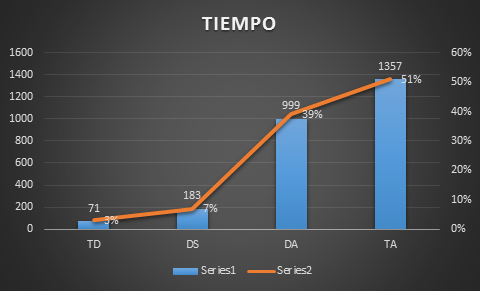 TIEMPO
1600 60%
1400 50%
1200 40%
1000 30%
800 20%
600 10%
400 0%
200
0
71 183 999 1357
3% 7% 39% 51%
TD DS DA TA
Series1 Series2